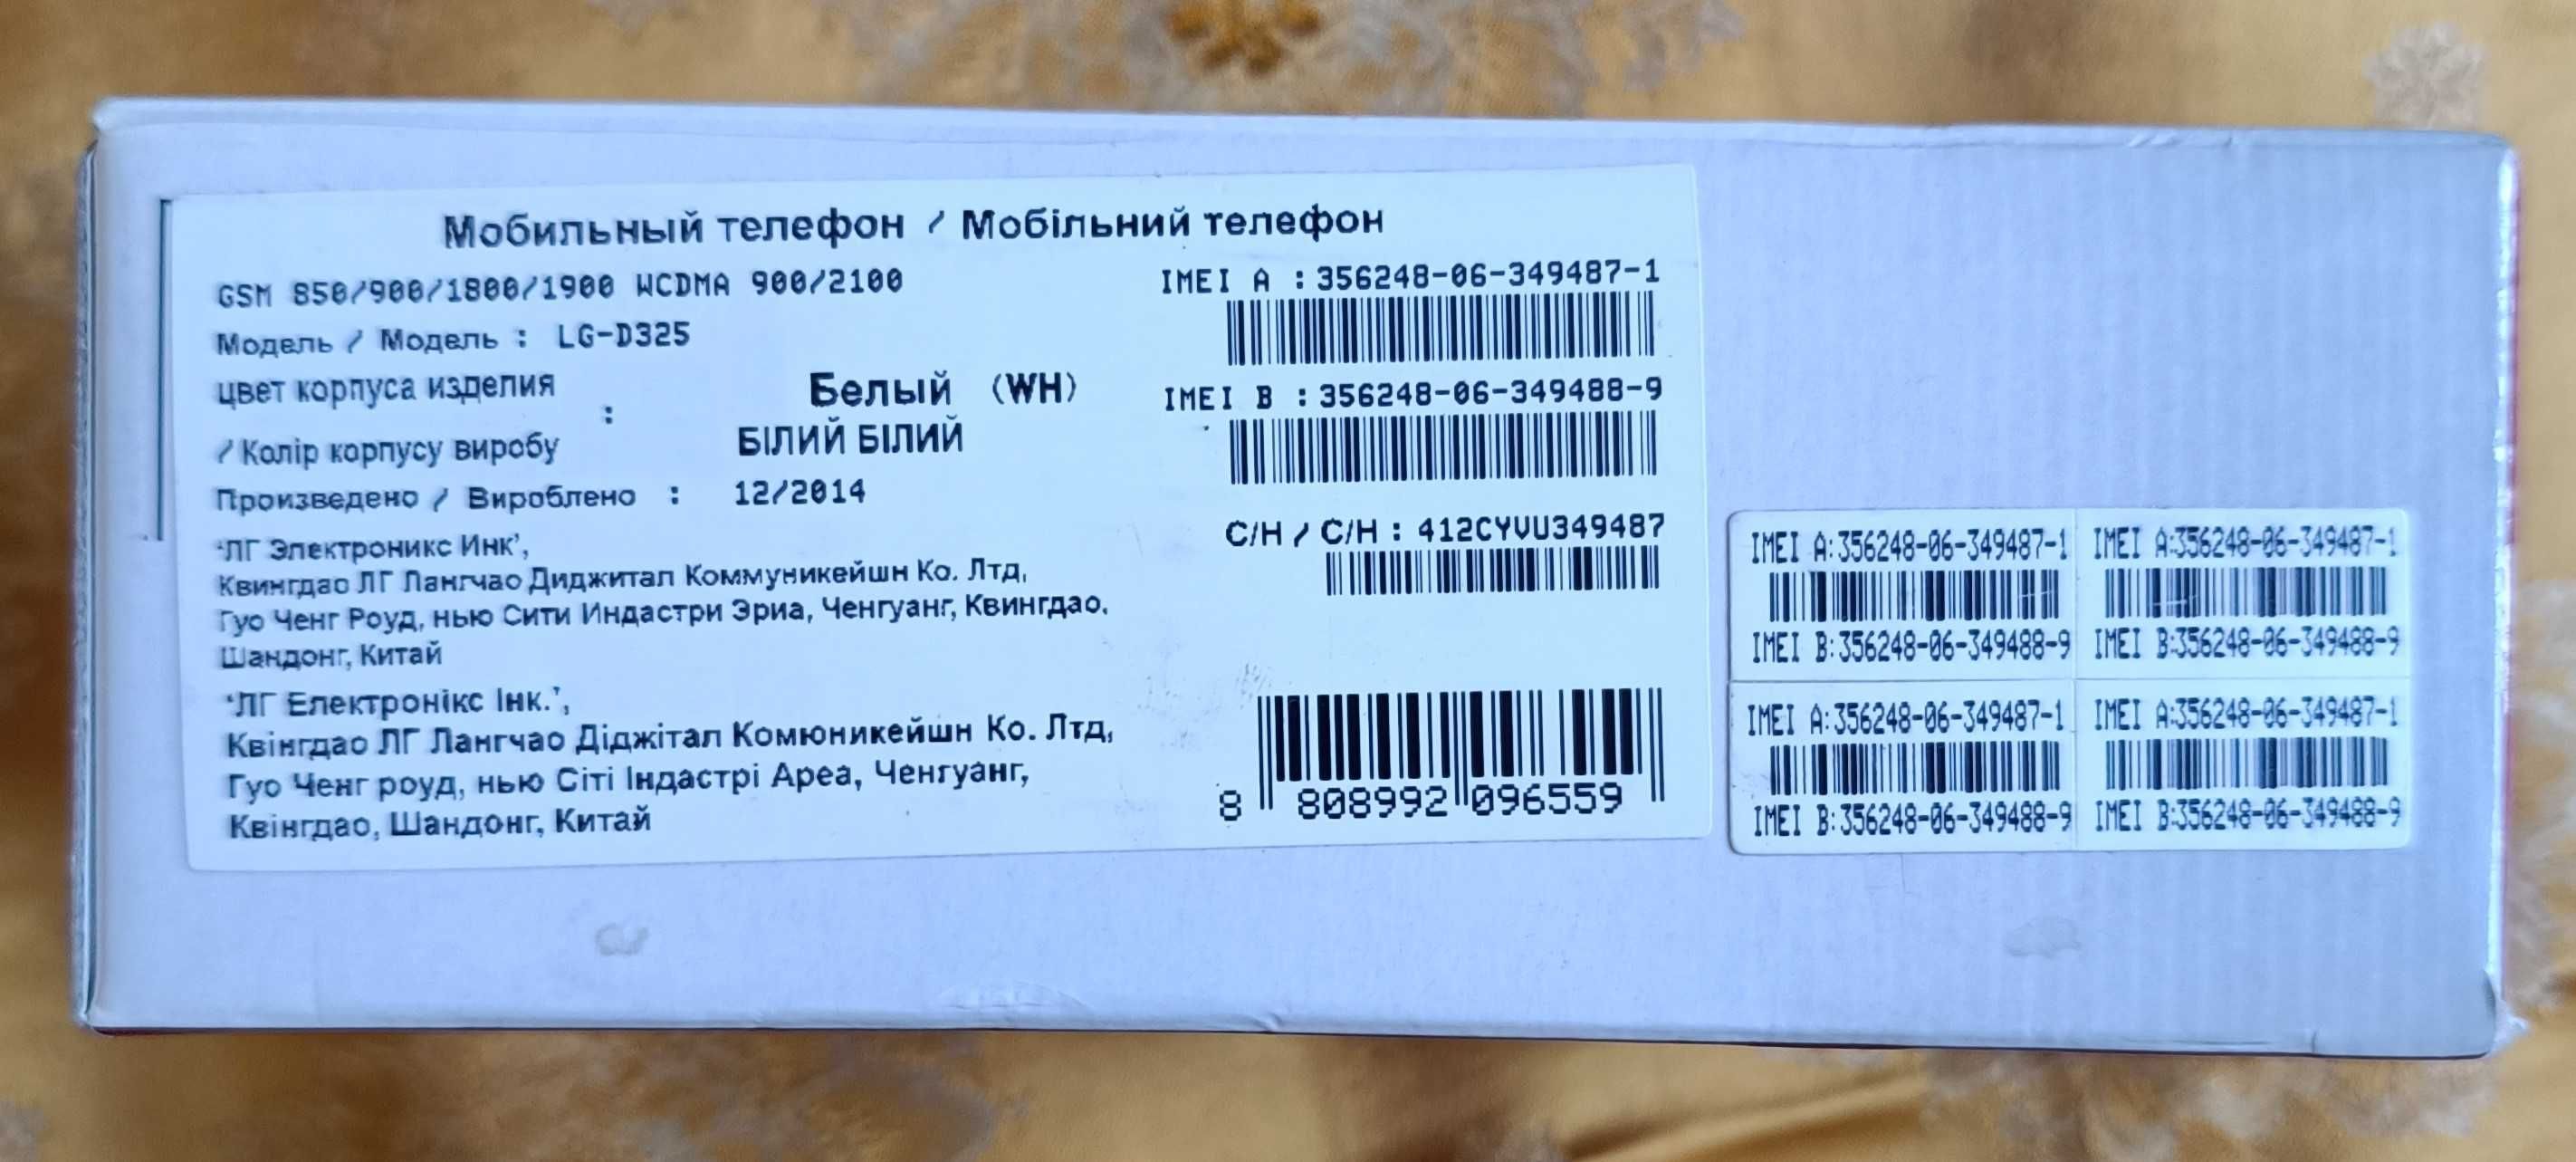 Мобильный телефон / Мобільний телефон
GSM 850/900/1800/1900 WCDMA 900/2100
Модель / Модель : LG-D325
цвет корпуса изделия
:
/ Колір корпусу виробу
Белый (WH)
БІЛИЙ БІЛИЙ
Произведено / Вироблено : 12/2014
‘ЛГ Электроникс Инк’,
Квингдао ЛГ Лангчао Диджитал Коммуникейшн Ко. Лтд,
Гуо Ченг Роуд, нью Сити Индастри Эриа, Ченгуанг, Квингдао,
Шандонг, Китай
‘ЛГ Електронікс Інк.’,
Квінгдао ЛГ Лангчао Діджітал Комюникейшн Ко. Лтд,
Гуо Ченг роуд, нью Сіті Індастрі Ареа, Ченгуанг,
Квінгдао, Шандонг, Китай
IMEI A :356248-06-349487-1
IMEI B :356248-06-349488-9
С/Н / С/Н : 412CYVU349487
8 808992 096559
IMEI A:356248-06-349487-1
IMEI B:356248-06-349488-9
IMEI A:356248-06-349487-1
IMEI B:356248-06-349488-9
IMEI A:356248-06-349487-1
IMEI B:356248-06-349488-9
IMEI A:356248-06-349487-1
IMEI B:356248-06-349488-9